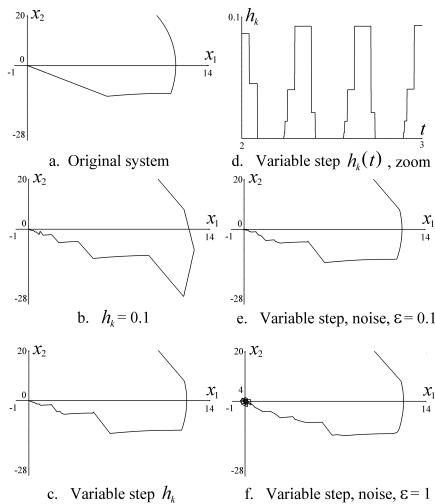 x₂
20
0
-1
x₁
14
-28
a. Original system
0.1
hₖ
0
2
t
3
d. Variable step hₖ(t) , zoom
20
x₂
0
-1
x₁
14
-28
b. hₖ = 0.1
20
x₂
0
-1
x₁
14
-28
e. Variable step, noise, ε= 0.1
20
x₂
0
-1
x₁
14
-28
c. Variable step hₖ
20
x₂
4
-1
x₁
14
-28
f. Variable step, noise, ε= 1